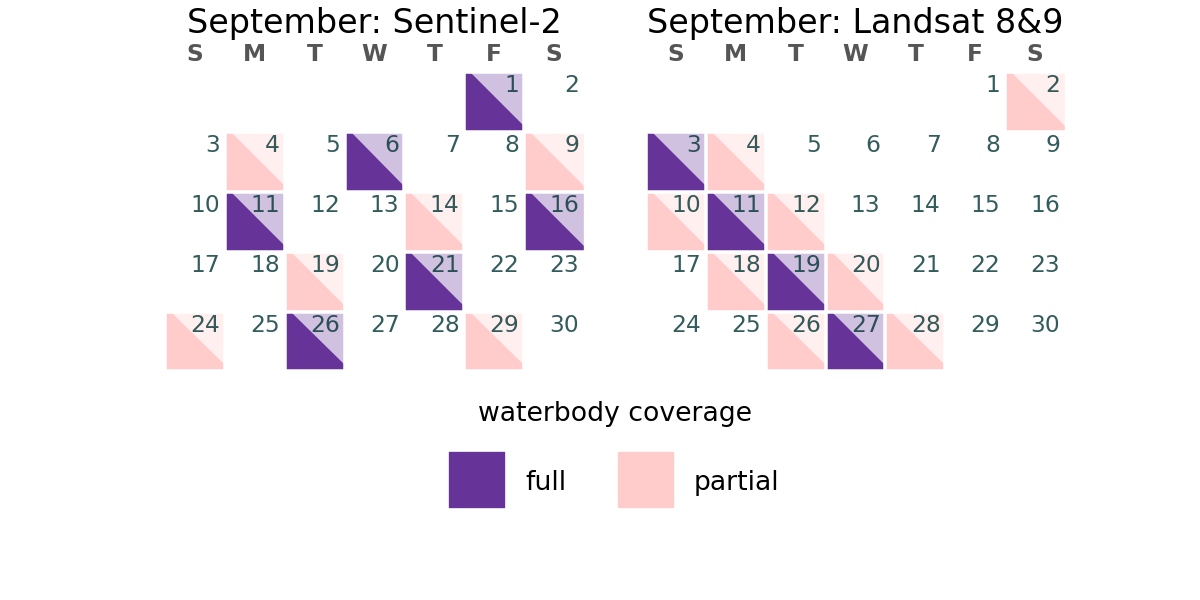 September: Sentinel-2
S M T W T F S
1 2
3 4 5 6 7 8 9
10 11 12 13 14 15 16
17 18 19 20 21 22 23
24 25 26 27 28 29 30
September: Landsat 8&9
S M T W T F S
1 2
3 4 5 6 7 8 9
10 11 12 13 14 15 16
17 18 19 20 21 22 23
24 25 26 27 28 29 30
waterbody coverage
full partial